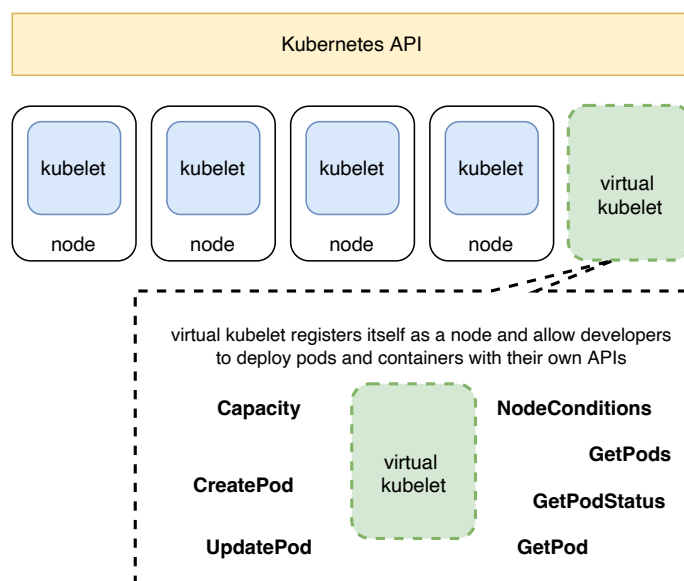 Kubernetes API
kubelet
kubelet
kubelet
kubelet
virtual
kubelet
node
node
node
node
virtual kubelet registers itself as a node and allow developers
to deploy pods and containers with their own APIs
Capacity
NodeConditions
GetPods
virtual
kubelet
CreatePod
GetPodStatus
UpdatePod
GetPod